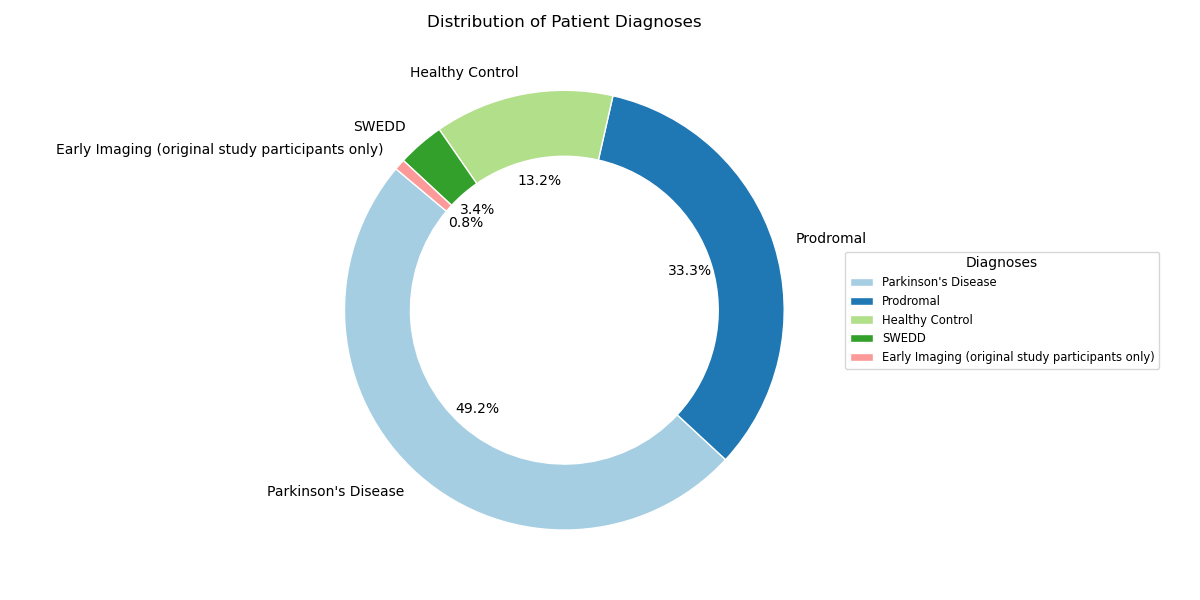 Distribution of Patient Diagnoses
Healthy Control
SWEDD
Early Imaging (original study participants only)
13.2%
3.4%
0.8%
Prodromal
33.3%
Diagnoses
Parkinson's Disease
Prodromal
Healthy Control
SWEDD
Early Imaging (original study participants only)
49.2%
Parkinson's Disease